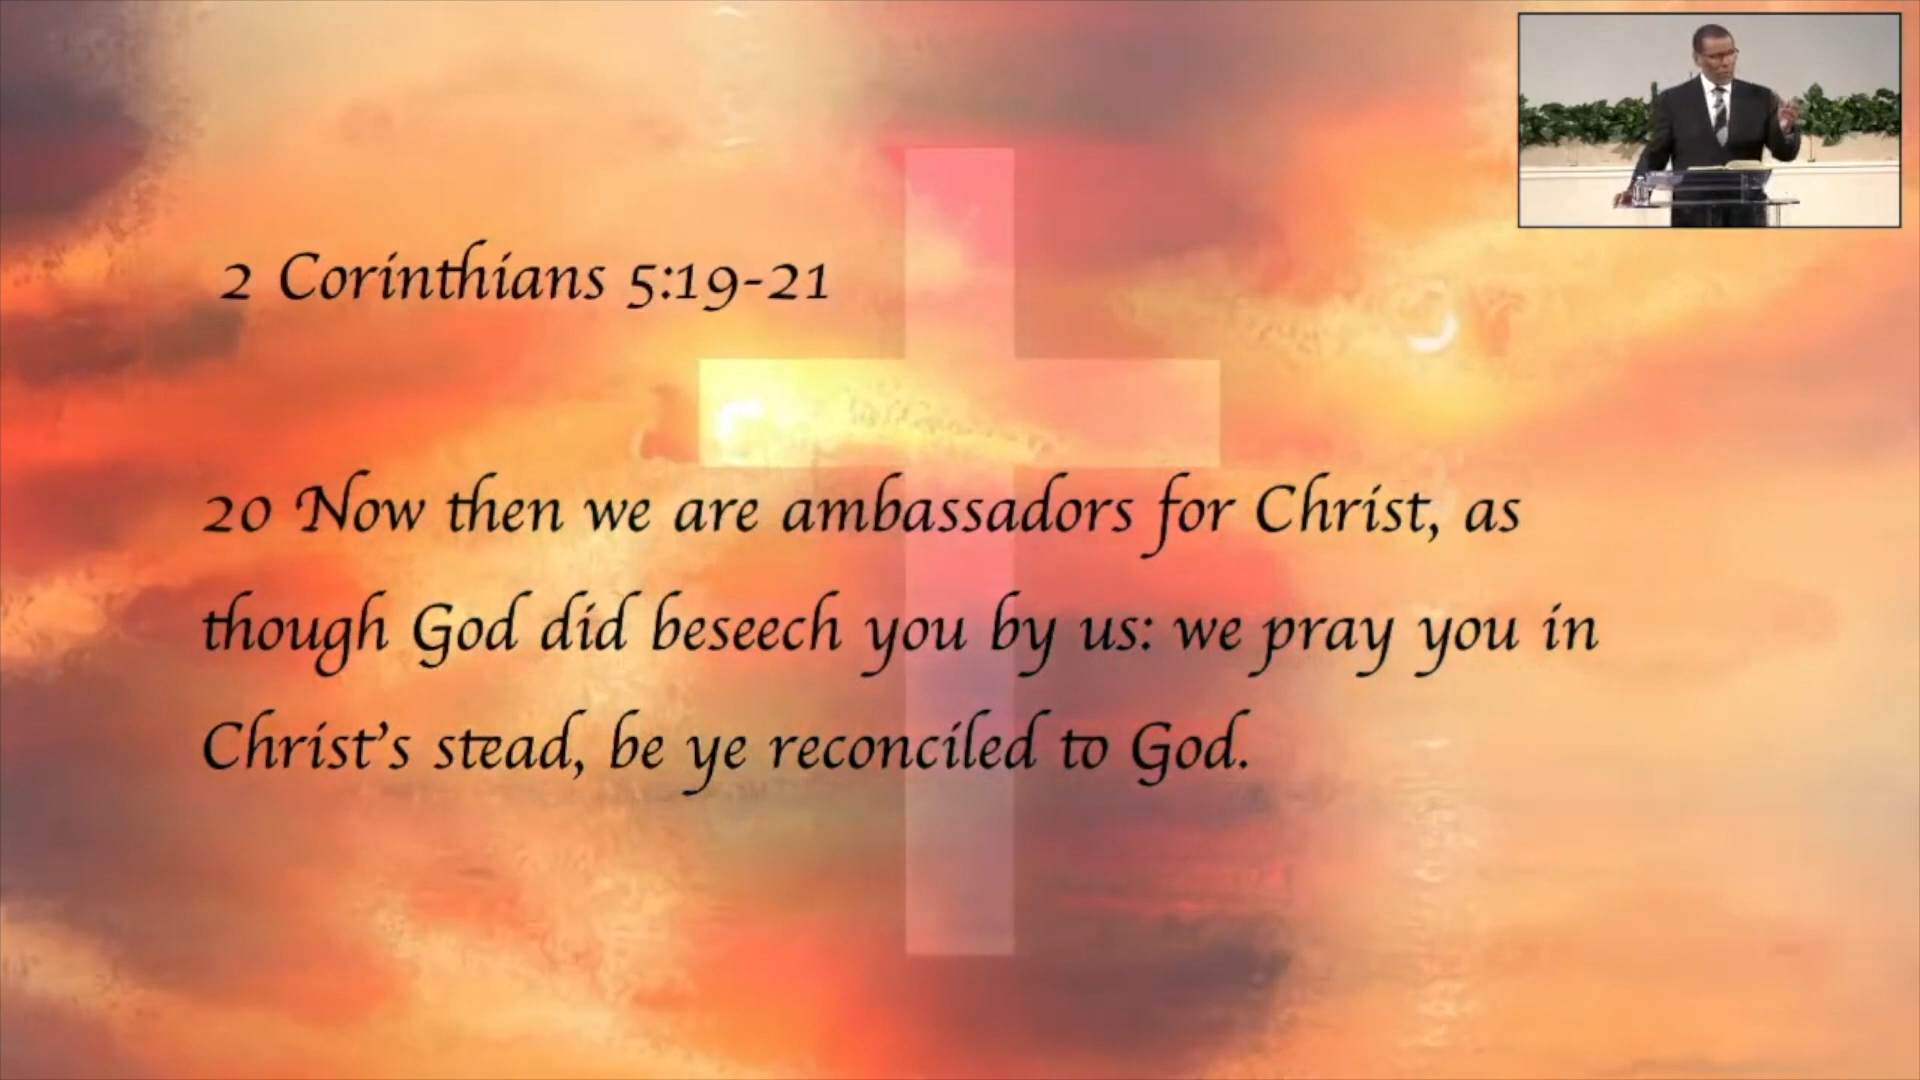 2 Corinthians 5:19-21
20 Now then we are ambassadors for Christ, as
though God did beseech you by us: we pray you in
Christ's stead, be ye reconciled to God.